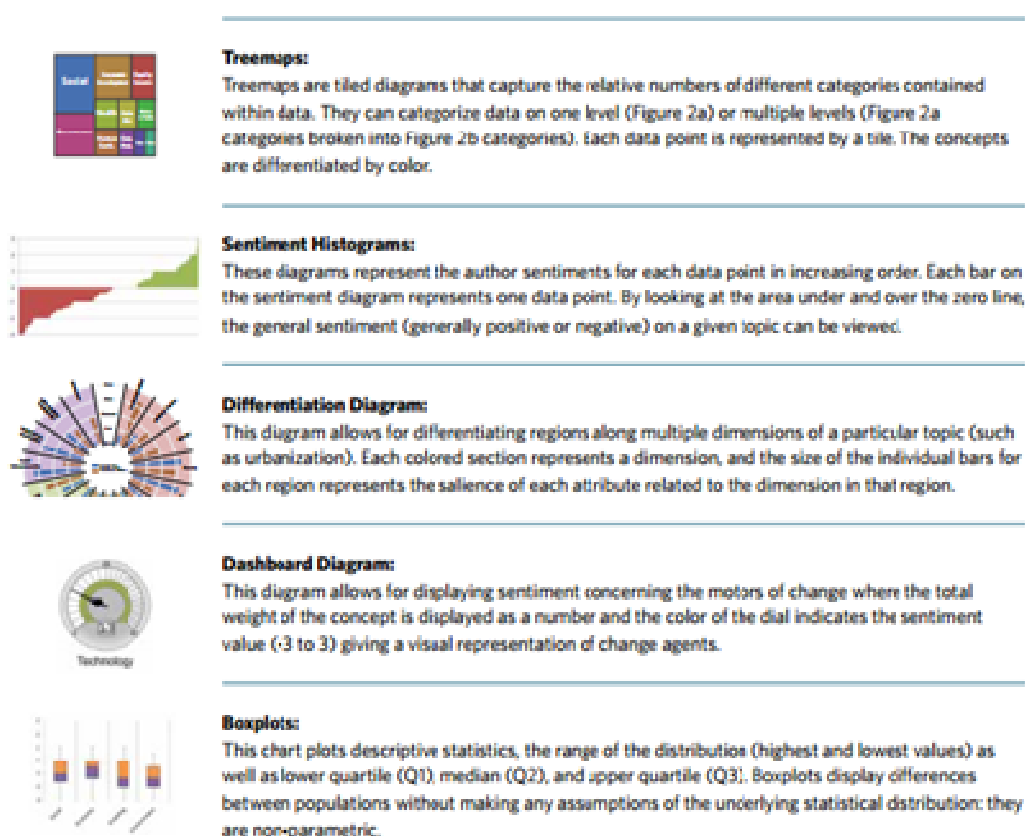 Treemaps:
Treemaps are tiled diagrams that capture the relative numbers of different categories contained
within data. They can categorize data on one level (Figure 2a) or multiple levels (Figure 2a
categories broken into Figure 2b categories). Each data point is represented by a tile. The concepts
are differentiated by color.
Social
Sentiment Histograms:
These diagrams represent the author sentiments for each data point in increasing order. Each bar on
the sentiment diagram represents one data point. By looking at the area under and over the zero line,
the general sentiment (generally positive or negative) on a given topic can be viewed.
Differentiation Diagram:
This diagram allows for differentiating regions along multiple dimensions of a particular topic (such
as urbanization). Each colored section represents a dimension, and the size of the individual bars for
each region represents the salience of each attribute related to the dimension in that region.
Dashboard Diagram:
This diagram allows for displaying sentiment concerning the motors of change where the total
weight of the concept is displayed as a number and the color of the dial indicates the sentiment
value (-3 to 3) giving a visual representation of change agents.
Technology
Boxplots:
This chart plots descriptive statistics, the range of the distribution (highest and lowest values) as
well as lower quartile (Q1), median (Q2), and upper quartile (Q3). Boxplots display differences
between populations without making any assumptions of the underlying statistical distribution: they
are non-parametric.